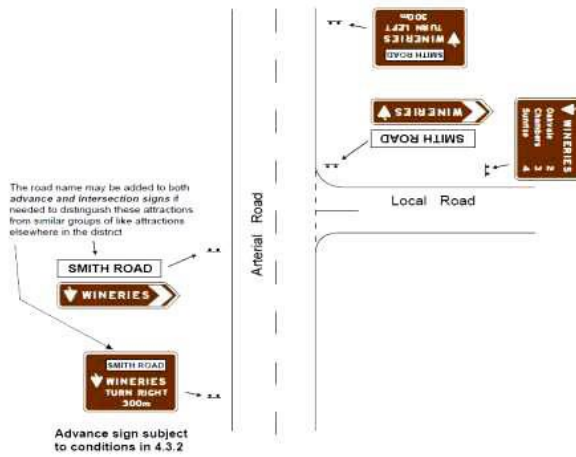 WINERIES
TURN LEFT
300m
SMITH ROAD
WINERIES
SMITH ROAD
WINERIES
Oakvale 2
Chambers 3
Sunrise 4
Local Road
Arterial Road
The road name may be added to both
advance and intersection signs if
needed to distinguish these attractions
from similar groups of like attractions
elsewhere in the district
SMITH ROAD
WINERIES
SMITH ROAD
WINERIES
TURN RIGHT
300m
Advance sign subject
to conditions in 4.3.2